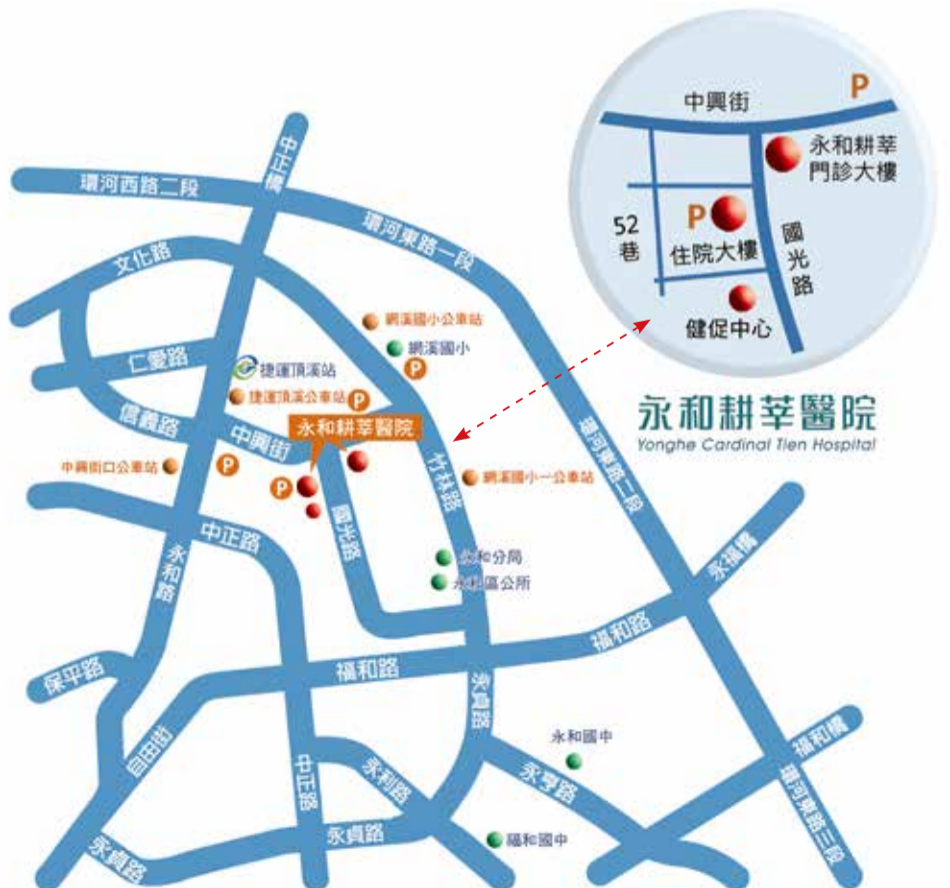 中興街
P
永和耕莘
門診大樓
52
巷
P
住院大樓
國光路
健促中心
永和耕莘醫院
Yonghe Cardinal Tien Hospital
中正橋
環河西路二段
環河東路一段
文化路
網溪國小公車站
網溪國小
P
仁愛路
捷運頂溪站
捷運頂溪公車站
P
信義路
中興街
永和耕莘醫院
中興街口公車站
P
P
竹林路
網溪國小一公車站
環河東路二段
中正路
國光路
永和路
永和分局
永和區公所
永福橋
福和路
福和路
保平路
永貞路
自由街
中正路
永利路
永和國中
永亨路
福和橋
環河東路三段
永貞路
永貞路
福和國中